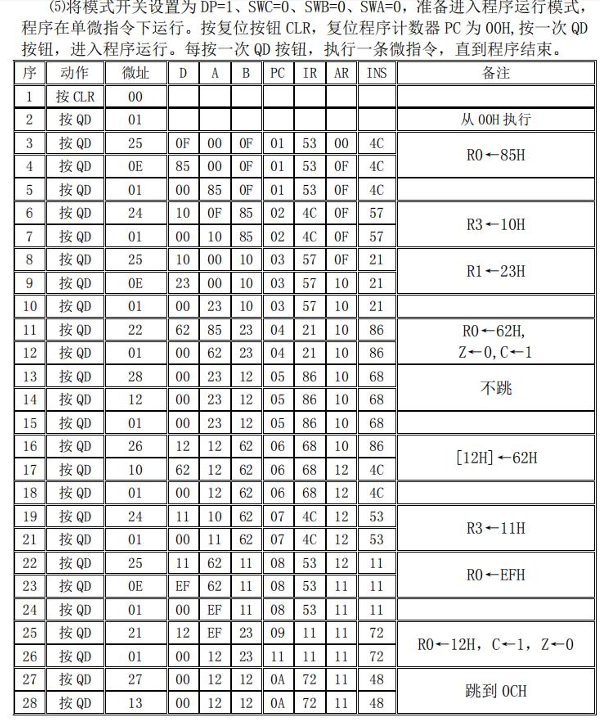 ⑸将模式开关设置为 DP=1、SWC=0、SWB=0、SWA=0，准备进入程序运行模式，
程序在单微指令下运行。按复位按钮 CLR，复位程序计数器 PC 为 00H,按一次 QD
按钮，进入程序运行。每按一次 QD 按钮，执行一条微指令，直到程序结束。
序 动作 微址 D A B PC IR AR INS 备注
1 按 CLR 00
2 按 QD 01 从 00H 执行
3 按 QD 25 0F 00 0F 01 53 00 4C
R0←85H
4 按 QD 0E 85 00 0F 01 53 0F 4C
5 按 QD 01 00 85 0F 01 53 0F 4C
6 按 QD 24 10 0F 85 02 4C 0F 57
R3←10H
7 按 QD 01 00 10 85 02 4C 0F 57
8 按 QD 25 10 00 10 03 57 0F 21
R1←23H
9 按 QD 0E 23 00 10 03 57 10 21
10 按 QD 01 00 23 10 03 57 10 21
11 按 QD 22 62 85 23 04 21 10 86
R0←62H,
12 按 QD 01 00 62 23 04 21 10 86
Z←0,C←1
13 按 QD 28 00 23 12 05 86 10 68
不跳
14 按 QD 12 00 23 12 05 86 10 68
15 按 QD 01 00 23 12 05 86 10 68
16 按 QD 26 12 12 62 06 68 10 86
[12H]←62H
17 按 QD 10 62 12 62 06 68 12 4C
18 按 QD 01 00 12 62 06 68 12 4C
19 按 QD 24 11 10 62 07 4C 12 53
R3←11H
21 按 QD 01 00 11 62 07 4C 12 53
22 按 QD 25 11 62 11 08 53 12 11
R0←EFH
23 按 QD 0E EF 62 11 08 53 11 11
24 按 QD 01 00 EF 11 08 53 11 11
25 按 QD 21 12 EF 23 09 11 11 72
R0←12H，C←1，Z←0
26 按 QD 01 00 12 23 11 11 11 72
27 按 QD 27 00 12 12 0A 72 11 48
跳到 0CH
28 按 QD 13 00 12 12 0A 72 11 48